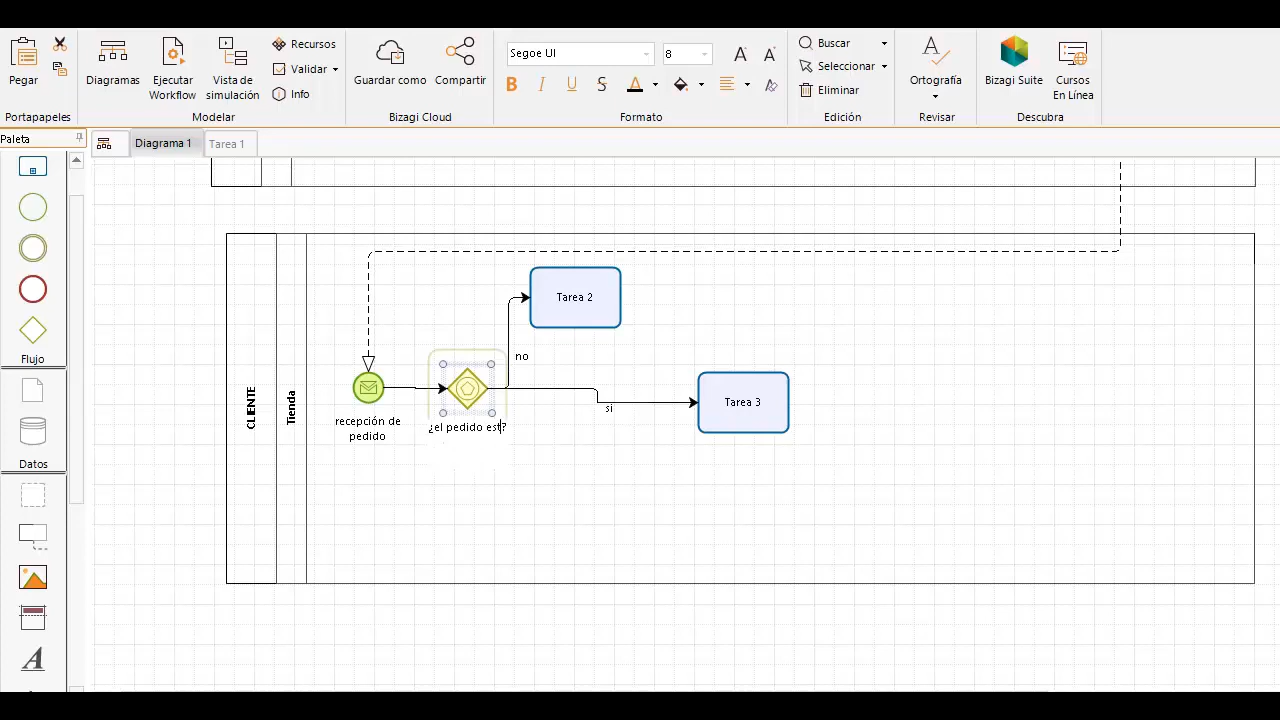 Pegar
Portapapeles
Diagramas
Ejecutar
Workflow
Vista de
simulación
Recursos
Validar
Info
Modelar
Guardar como
Compartir
Bizagi Cloud
Segoe UI
8
A
A
B
I
U
S
A
Formato
Buscar
Seleccionar
Eliminar
Edición
Ortografía
Revisar
Bizagi Suite
Cursos
En Línea
Descubra
Paleta
Diagrama 1
Tarea 1
Flujo
Datos
A
CLIENTE
Tienda
Tarea 2
no
Tarea 3
si
recepción de
pedido
¿el pedido est?